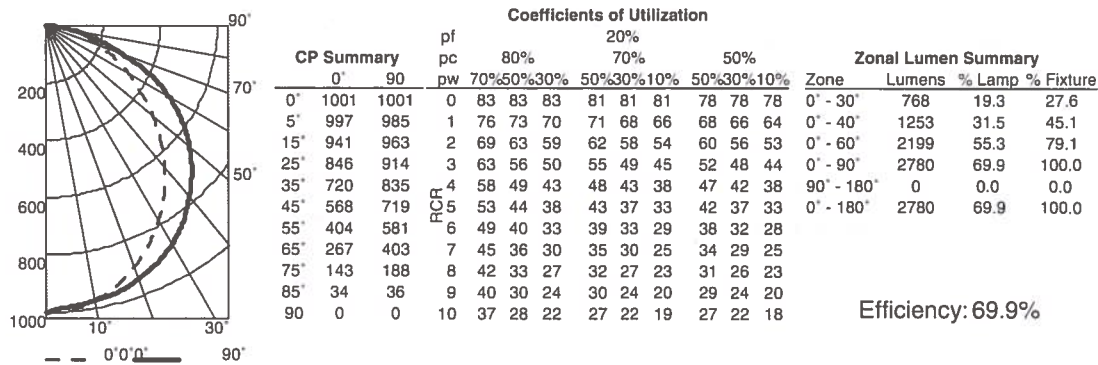 90°
70°
50°
200
400
600
800
1000
10°
30°
0°0°0°
90°
CP Summary
0° 90
0° 1001 1001
5° 997 985
15° 941 963
25° 846 914
35° 720 835
45° 568 719
55° 404 581
65° 267 403
75° 143 188
85° 34 36
90 0 0
Coefficients of Utilization
pf 20%
pc 80% 70% 50%
pw 70%50%30% 50%30%10% 50%30%10%
RCR
0 83 83 83 81 81 81 78 78 78
1 76 73 70 71 68 66 68 66 64
2 69 63 59 62 58 54 60 56 53
3 63 56 50 55 49 45 52 48 44
4 58 49 43 48 43 38 47 42 38
5 53 44 38 43 37 33 42 37 33
6 49 40 33 39 33 29 38 32 28
7 45 36 30 35 30 25 34 29 25
8 42 33 27 32 27 23 31 26 23
9 40 30 24 30 24 20 29 24 20
10 37 28 22 27 22 19 27 22 18
Zonal Lumen Summary
Zone Lumens % Lamp % Fixture
0° - 30° 768 19.3 27.6
0° - 40° 1253 31.5 45.1
0° - 60° 2199 55.3 79.1
0° - 90° 2780 69.9 100.0
90° - 180° 0 0.0 0.0
0° - 180° 2780 69.9 100.0
Efficiency: 69.9%